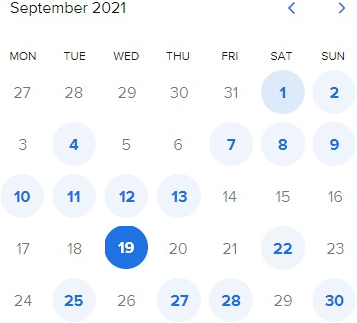 September 2021
MON TUE WED THU FRI SAT SUN
27 28 29 30 31 1 2
3 4 5 6 7 8 9
10 11 12 13 14 15 16
17 18 19 20 21 22 23
24 25 26 27 28 29 30